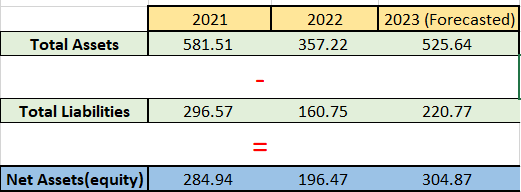 2021 2022 2023 (Forecasted)
Total Assets 581.51 357.22 525.64
-
Total Liabilities 296.57 160.75 220.77
=
Net Assets(equity) 284.94 196.47 304.87